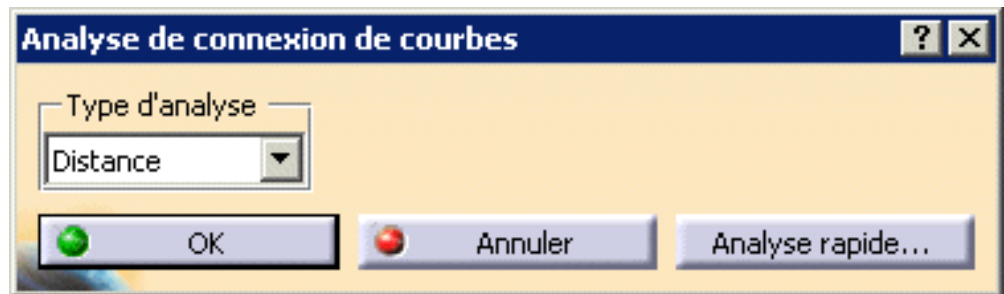 Analyse de connexion de courbes
Type d'analyse
Distance
OK Annuler Analyse rapide...